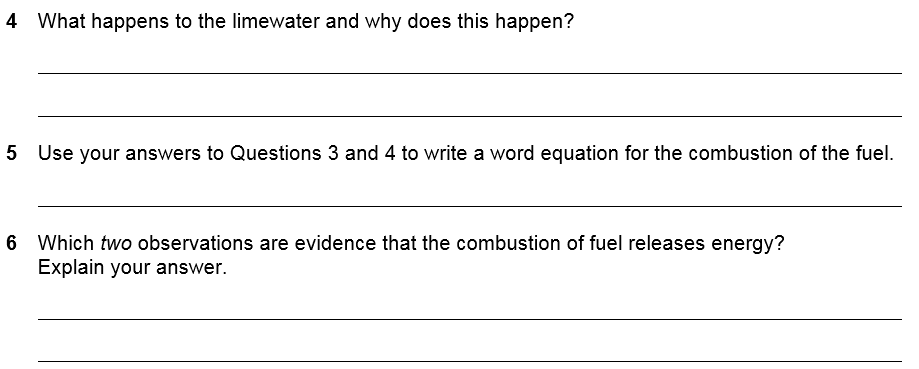 4 What happens to the limewater and why does this happen?
5 Use your answers to Questions 3 and 4 to write a word equation for the combustion of the fuel.
6 Which two observations are evidence that the combustion of fuel releases energy?
Explain your answer.